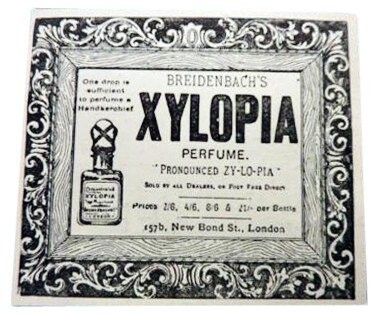 One drop is
sufficient
to perfume a
Handkerchief
BREIDENBACH'S
XYLOPIA
PERFUME.
"PRONOUNCED ZY-LO-PIA"
SOLD BY ALL DEALERS, OR POST FREE DIRECT
Prices 2/6, 4/6, 8/6 & 21/- per Bottle
157b, New Bond St., London
XYLOPIA